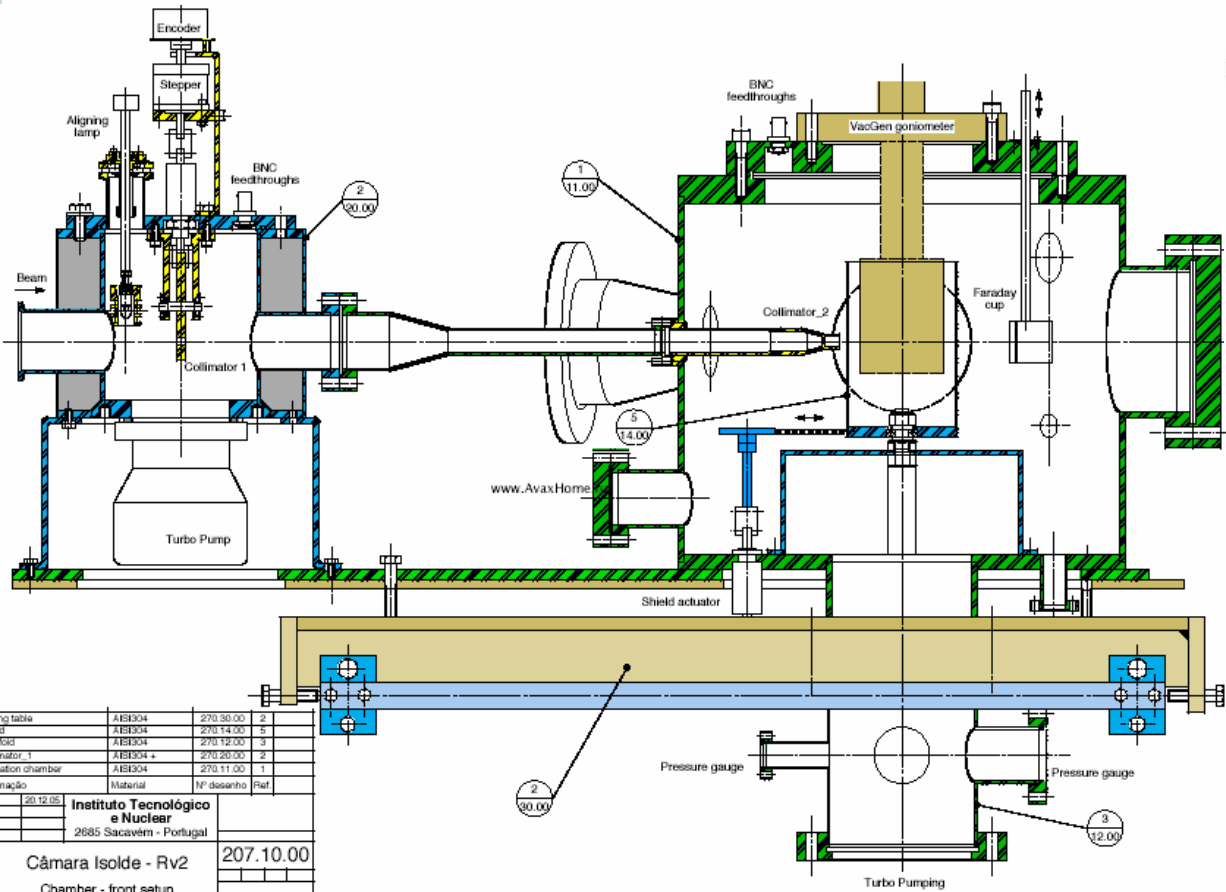 Encoder
Stepper
Aligning
lamp
BNC
feedthroughs
2
20.00
Beam
Collimator 1
Turbo Pump
1
11.00
BNC
feedthroughs
VacGen goniometer
Collimator_2
Faraday
cup
5
14.00
www.AvaxHome
Shield actuator
2
30.00
Pressure gauge
Pressure gauge
3
12.00
Turbo Pumping
ng table AISI304 270.30.00 2
d AISI304 270.14.00 5
fold AISI304 270.12.00 3
mator_1 AISI304 + 270.20.00 2
ation chamber AISI304 270.11.00 1
nação Material Nº desenho Ref.
20.12.05
Instituto Tecnológico
e Nuclear
2685 Sacavém - Portugal
Câmara Isolde - Rv2
207.10.00
Chamber - front setup